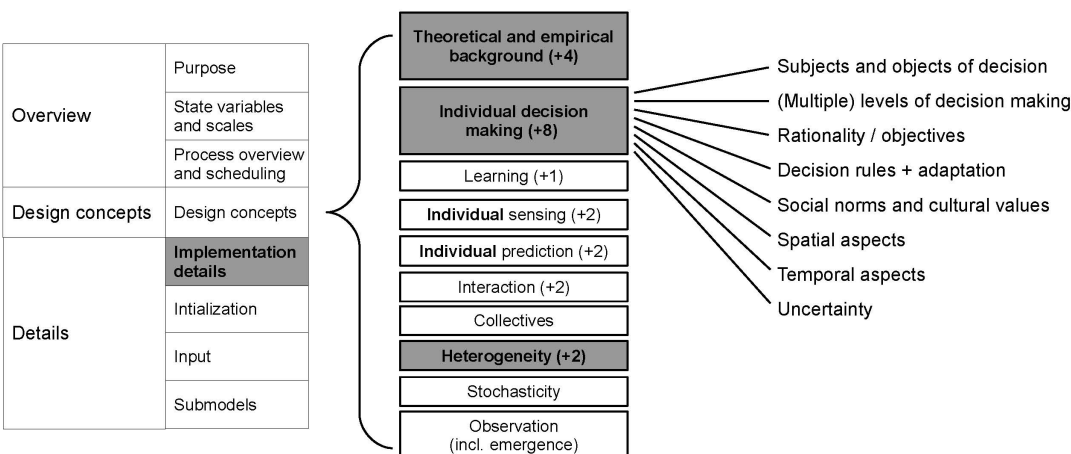 Overview
Purpose
State variables
and scales
Process overview
and scheduling
Design concepts
Design concepts
Details
Implementation
details
Intialization
Input
Submodels
Theoretical and empirical
background (+4)
Individual decision
making (+8)
Learning (+1)
Individual sensing (+2)
Individual prediction (+2)
Interaction (+2)
Collectives
Heterogeneity (+2)
Stochasticity
Observation
(incl. emergence)
Subjects and objects of decision
(Multiple) levels of decision making
Rationality / objectives
Decision rules + adaptation
Social norms and cultural values
Spatial aspects
Temporal aspects
Uncertainty